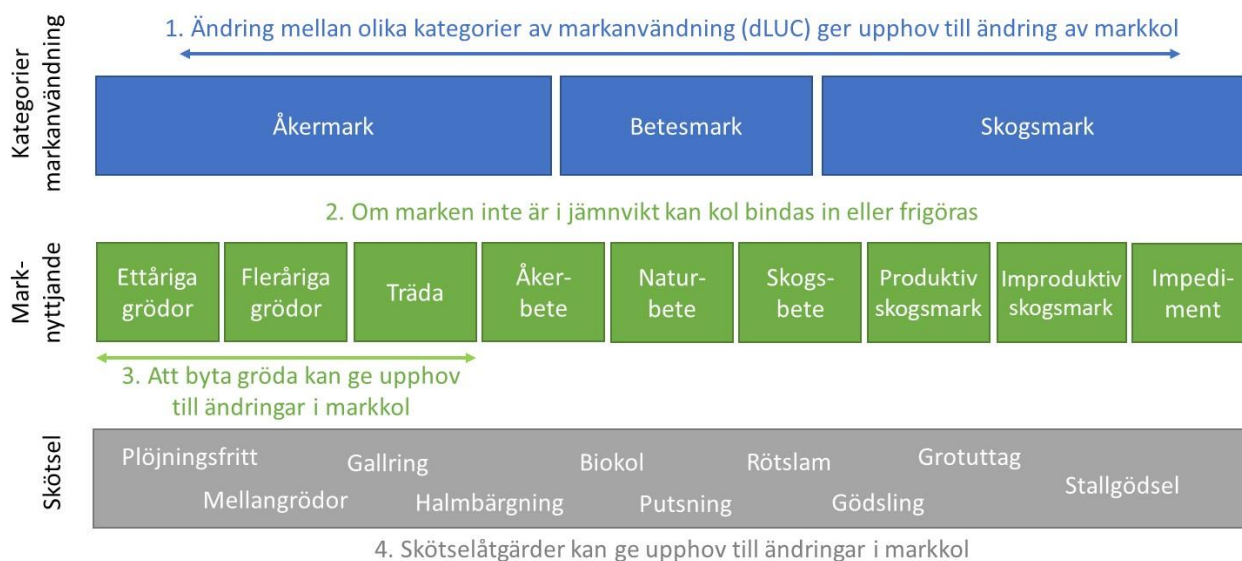 Kategorier
markanvändning
1. Ändring mellan olika kategorier av markanvändning (dLUC) ger upphov till ändring av markkol
Åkermark
Betesmark
Skogsmark
2. Om marken inte är i jämnvikt kan kol bindas in eller frigöras
Mark-
nyttjande
Ettåriga
grödor
Fleråriga
grödor
Träda
Åker-
bete
Natur-
bete
Skogs-
bete
Produktiv
skogsmark
Improduktiv
skogsmark
Impedi-
ment
3. Att byta gröda kan ge upphov
till ändringar i markkol
Skötsel
Plöjningsfritt
Gallring
Biokol
Rötslam
Grotuttag
Mellangrödor
Halmbärgning
Putsning
Gödsling
Stallgödsel
4. Skötselåtgärder kan ge upphov till ändringar i markkol